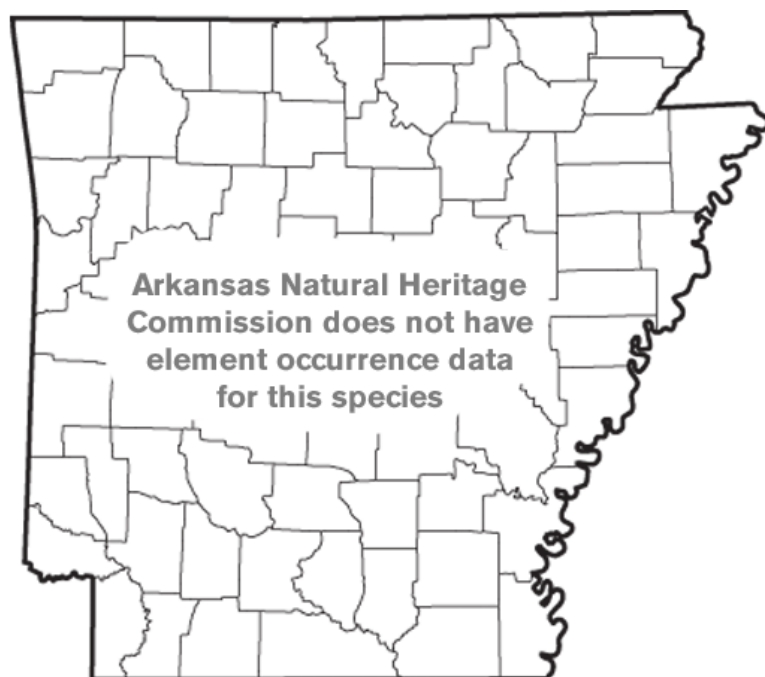 Arkansas Natural Heritage
Commission does not have
element occurrence data
for this species